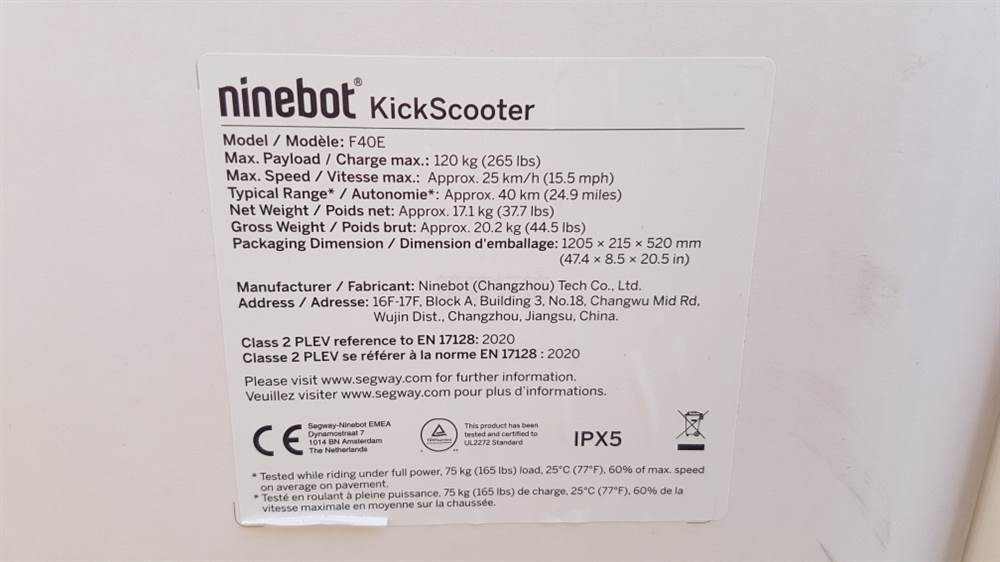 ninebot® KickScooter
Model / Modèle: F40E
Max. Payload / Charge max.: 120 kg (265 lbs)
Max. Speed / Vitesse max.: Approx. 25 km/h (15.5 mph)
Typical Range* / Autonomie*: Approx. 40 km (24.9 miles)
Net Weight / Poids net: Approx. 17.1 kg (37.7 lbs)
Gross Weight / Poids brut: Approx. 20.2 kg (44.5 lbs)
Packaging Dimension / Dimension d'emballage: 1205 × 215 × 520 mm
(47.4 × 8.5 × 20.5 in)
Manufacturer / Fabricant: Ninebot (Changzhou) Tech Co., Ltd.
Address / Adresse: 16F-17F, Block A, Building 3, No.18, Changwu Mid Rd,
Wujin Dist., Changzhou, Jiangsu, China.
Class 2 PLEV reference to EN 17128: 2020
Classe 2 PLEV se référer à la norme EN 17128 : 2020
Please visit www.segway.com for further information.
Veuillez visiter www.segway.com pour plus d'informations.
CE
Segway-Ninebot EMEA
Dynamostraat 7
1014 BN Amsterdam
The Netherlands
This product has been
tested and certified to
UL2272 Standard
IPX5
* Tested while riding under full power, 75 kg (165 lbs) load, 25°C (77°F), 60% of max. speed
on average on pavement.
* Testé en roulant à pleine puissance, 75 kg (165 lbs) de charge, 25°C (77°F), 60% de la
vitesse maximale en moyenne sur la chaussée.